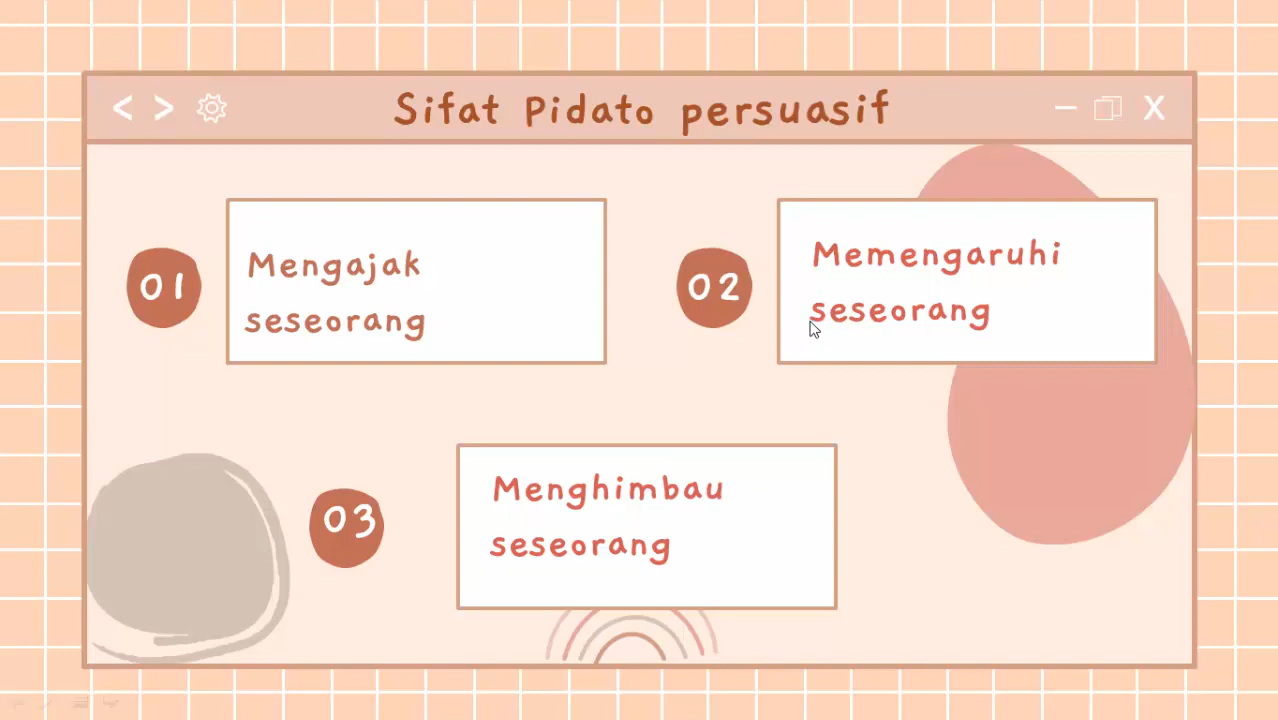 Sifat Pidato persuasif
01
Mengajak
seseorang
02
Memengaruhi
seseorang
03
Menghimbau
seseorang